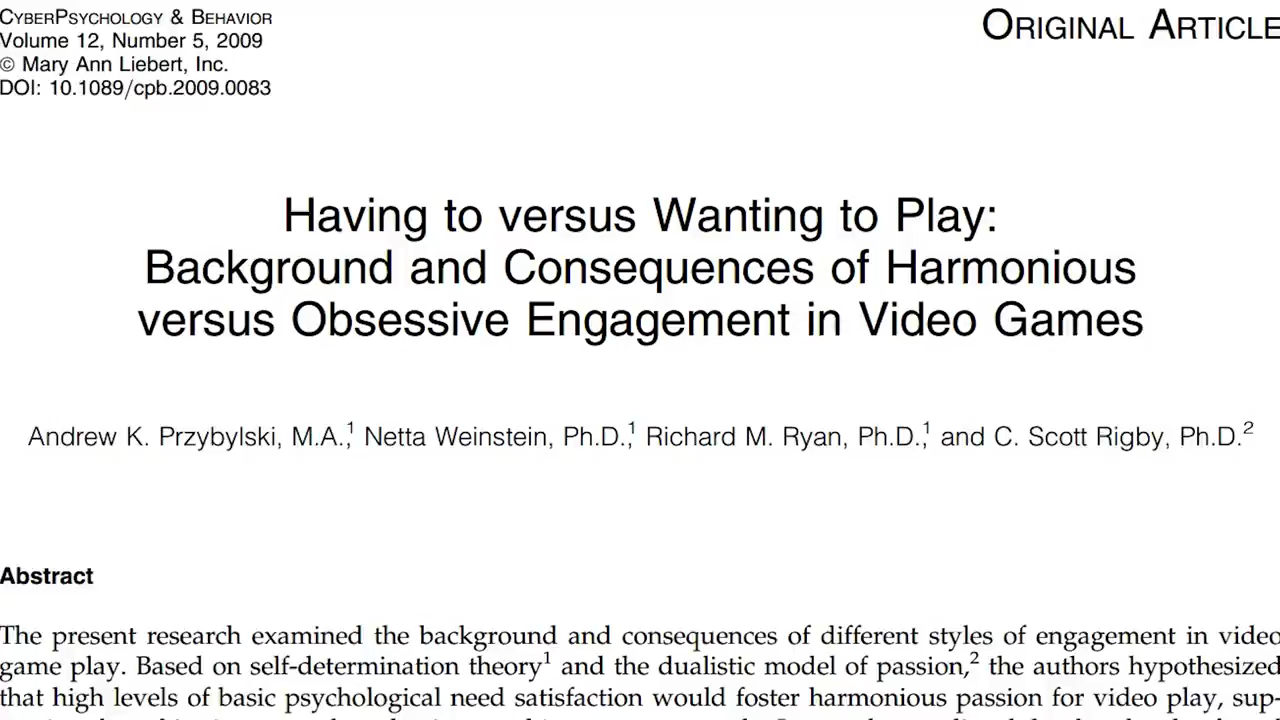 CYBERPSYCHOLOGY & BEHAVIOR
Volume 12, Number 5, 2009
© Mary Ann Liebert, Inc.
DOI: 10.1089/cpb.2009.0083
ORIGINAL ARTICLE
Having to versus Wanting to Play:
Background and Consequences of Harmonious
versus Obsessive Engagement in Video Games
Andrew K. Przybylski, M.A.,1 Netta Weinstein, Ph.D.,1 Richard M. Ryan, Ph.D.,1 and C. Scott Rigby, Ph.D.2
Abstract
The present research examined the background and consequences of different styles of engagement in video
game play. Based on self-determination theory1 and the dualistic model of passion,2 the authors hypothesized
that high levels of basic psychological need satisfaction would foster harmonious passion for video play, sup-